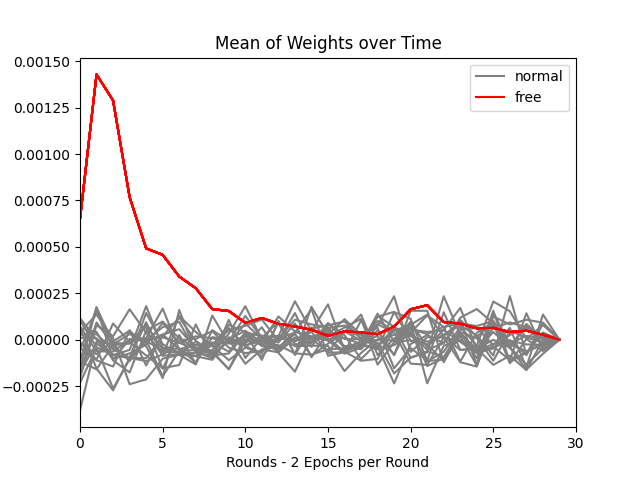 Mean of Weights over Time
0.00150
0.00125
0.00100
0.00075
0.00050
0.00025
0.00000
−0.00025
0 5 10 15 20 25 30
Rounds - 2 Epochs per Round
normal
free